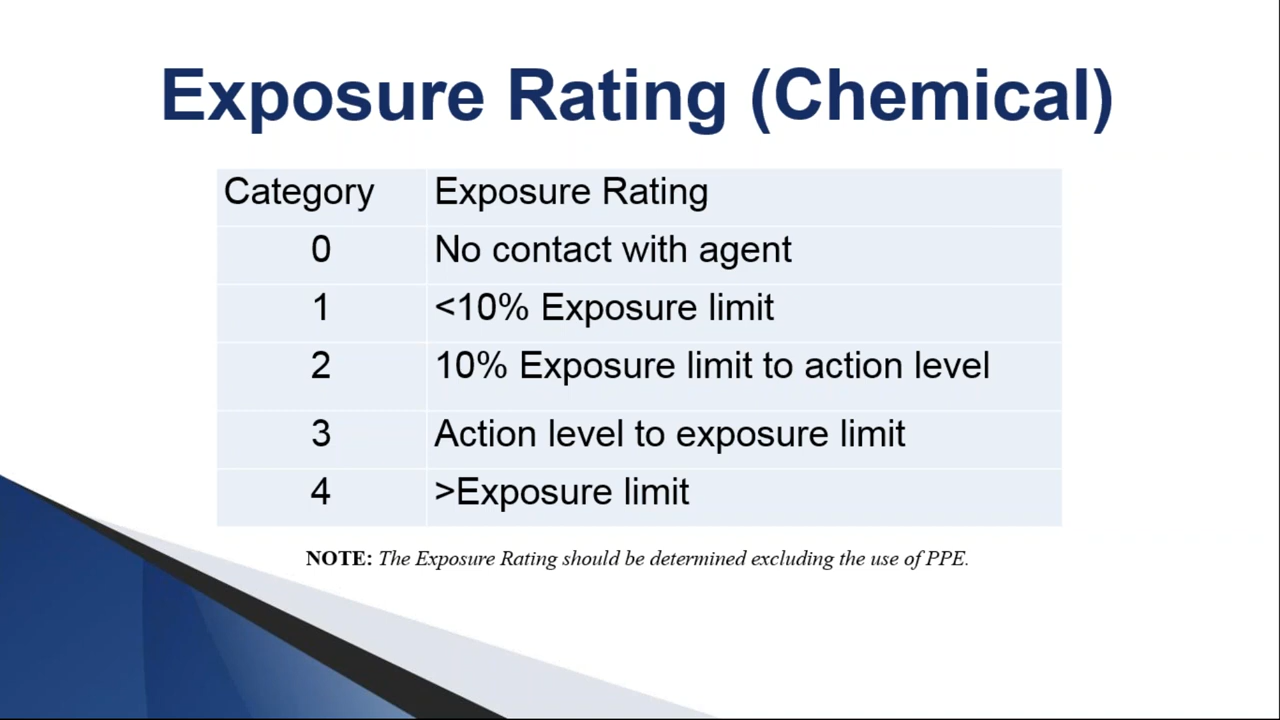 Exposure Rating (Chemical)
Category Exposure Rating
0 No contact with agent
1 <10% Exposure limit
2 10% Exposure limit to action level
3 Action level to exposure limit
4 >Exposure limit
NOTE: The Exposure Rating should be determined excluding the use of PPE.